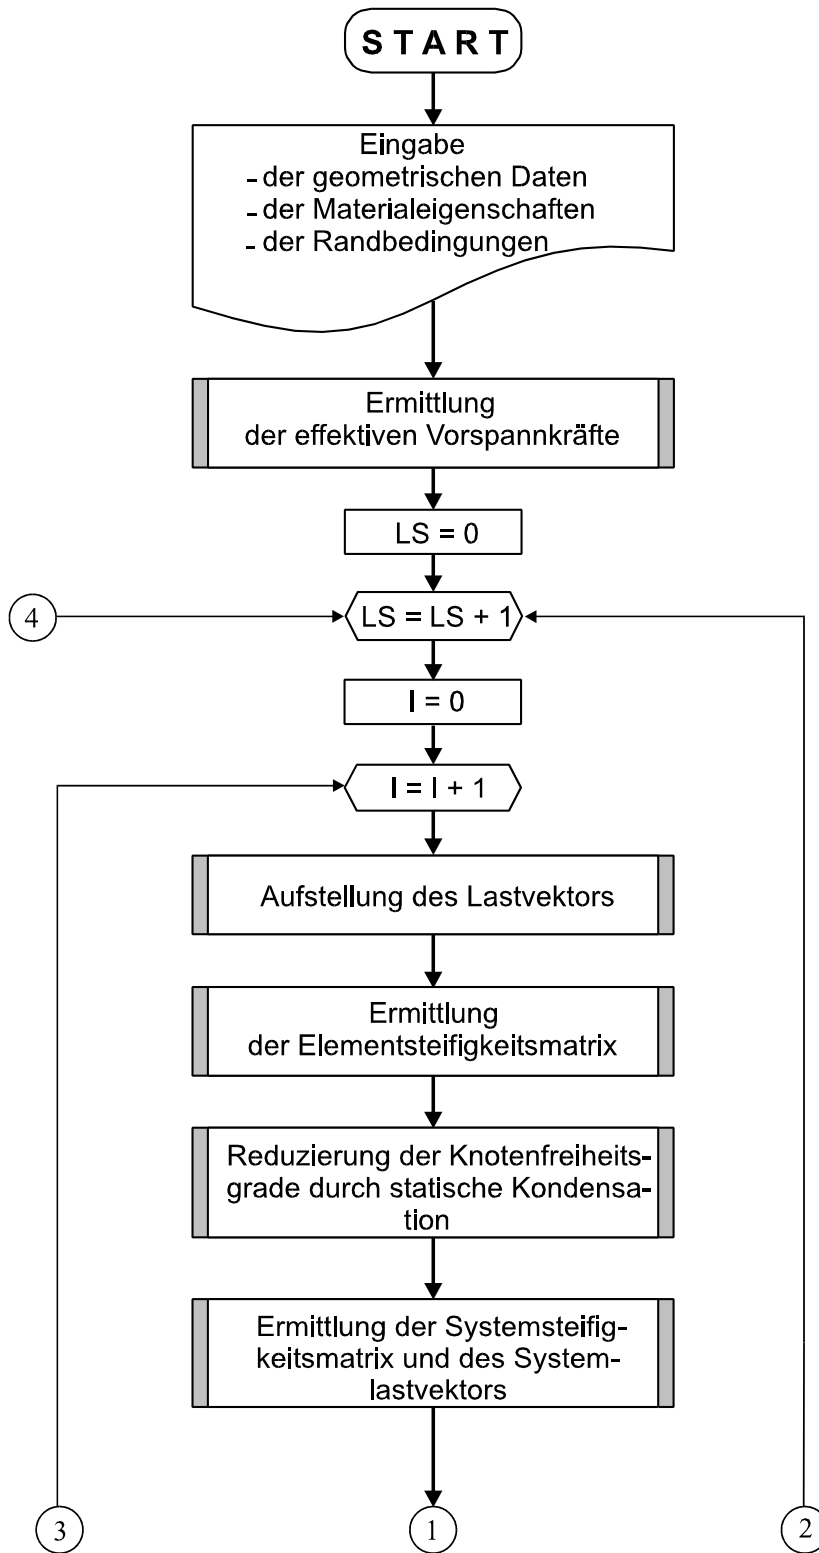 START
Eingabe
- der geometrischen Daten
- der Materialeigenschaften
- der Randbedingungen
Ermittlung
der effektiven Vorspannkräfte
LS = 0
4
LS = LS + 1
I = 0
I = I + 1
Aufstellung des Lastvektors
Ermittlung
der Elementsteifigkeitsmatrix
Reduzierung der Knotenfreiheits-
grade durch statische Kondensa-
tion
Ermittlung der Systemsteifig-
keitsmatrix und des System-
lastvektors
3
1
2